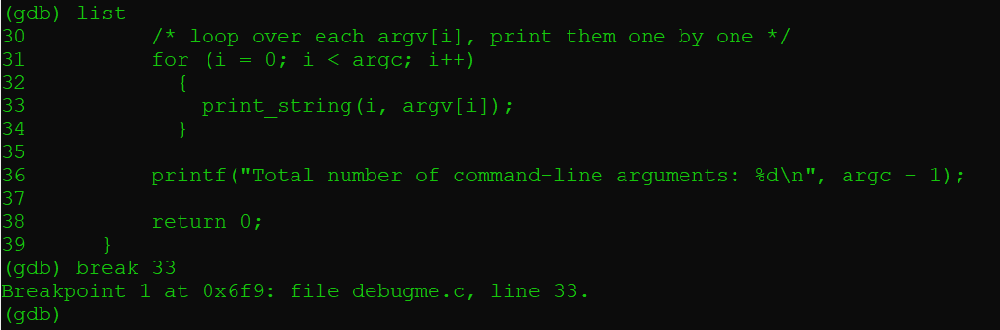 (gdb) list
30          /* loop over each argv[i], print them one by one */
31          for (i = 0; i < argc; i++)
32            {
33              print_string(i, argv[i]);
34            }
35
36          printf("Total number of command-line arguments: %d\n", argc - 1);
37
38          return 0;
39      }
(gdb) break 33
Breakpoint 1 at 0x6f9: file debugme.c, line 33.
(gdb)